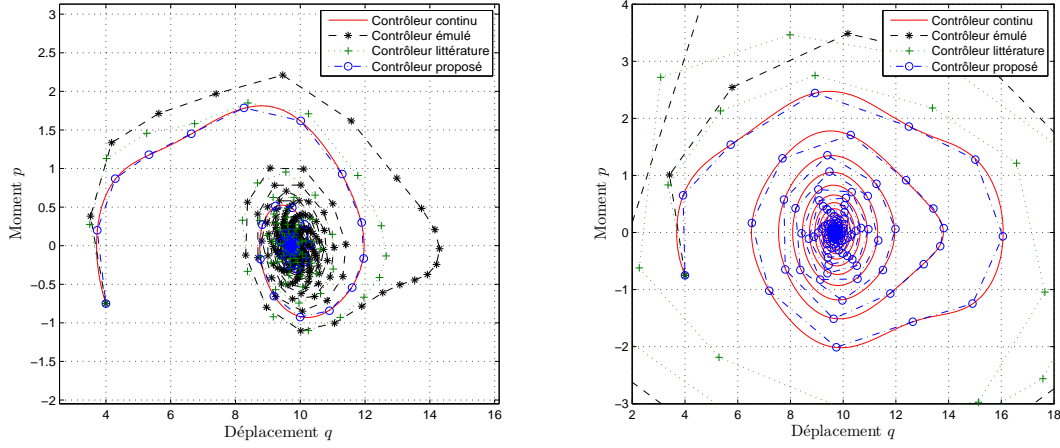 Contrôleur continu
Contrôleur émulé
Contrôleur littérature
Contrôleur proposé
3
2.5
2
1.5
1
0.5
0
−0.5
−1
−1.5
−2
Moment p
4 6 8 10 12 14 16
Déplacement q
Contrôleur continu
Contrôleur émulé
Contrôleur littérature
Contrôleur proposé
4
3
2
1
0
−1
−2
−3
Moment p
2 4 6 8 10 12 14 16 18
Déplacement q